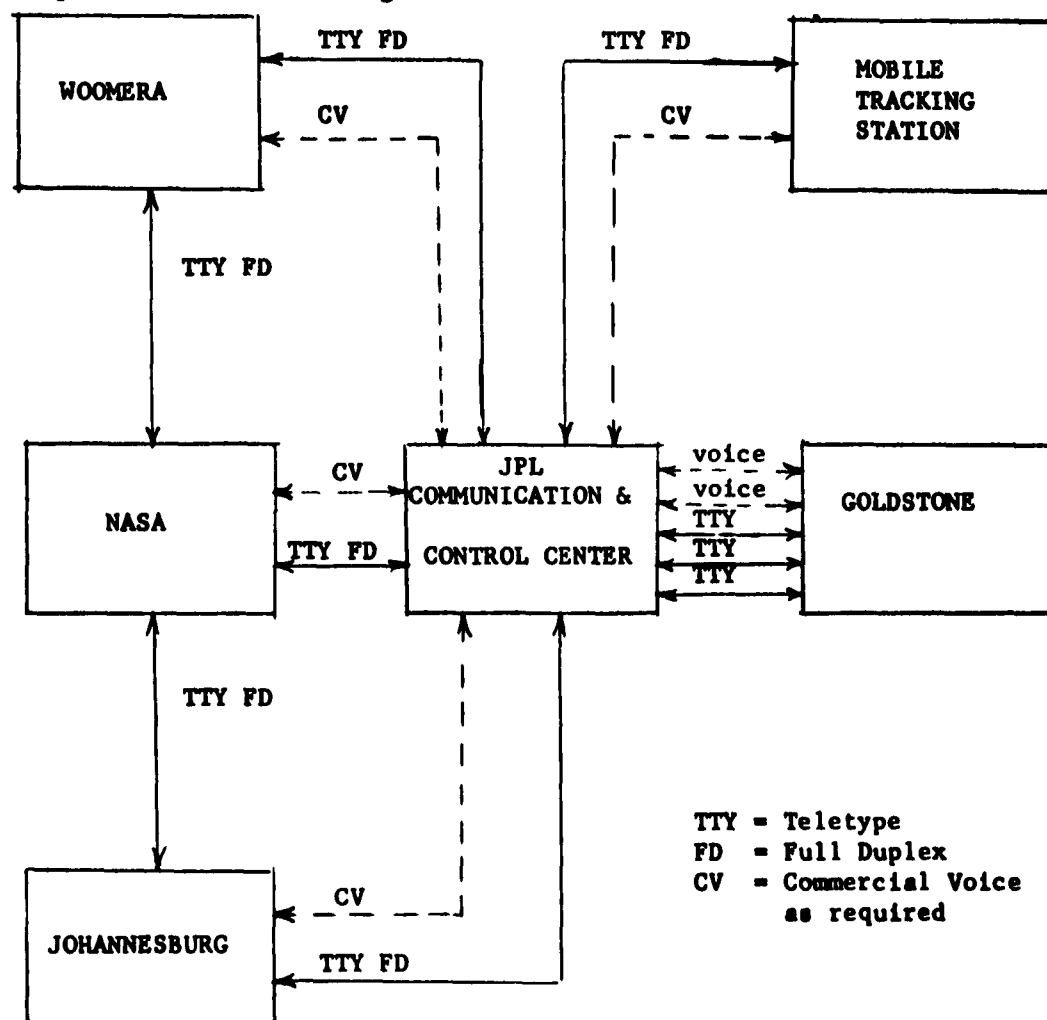 TTY FD
TTY FD
WOOMERA
MOBILE
TRACKING
STATION
CV
CV
TTY FD
voice
voice
TTY
TTY
TTY
CV
JPL
COMMUNICATION &
CONTROL CENTER
GOLDSTONE
NASA
TTY FD
TTY FD
TTY = Teletype
FD = Full Duplex
CV = Commercial Voice
as required
CV
JOHANNESBURG
TTY FD